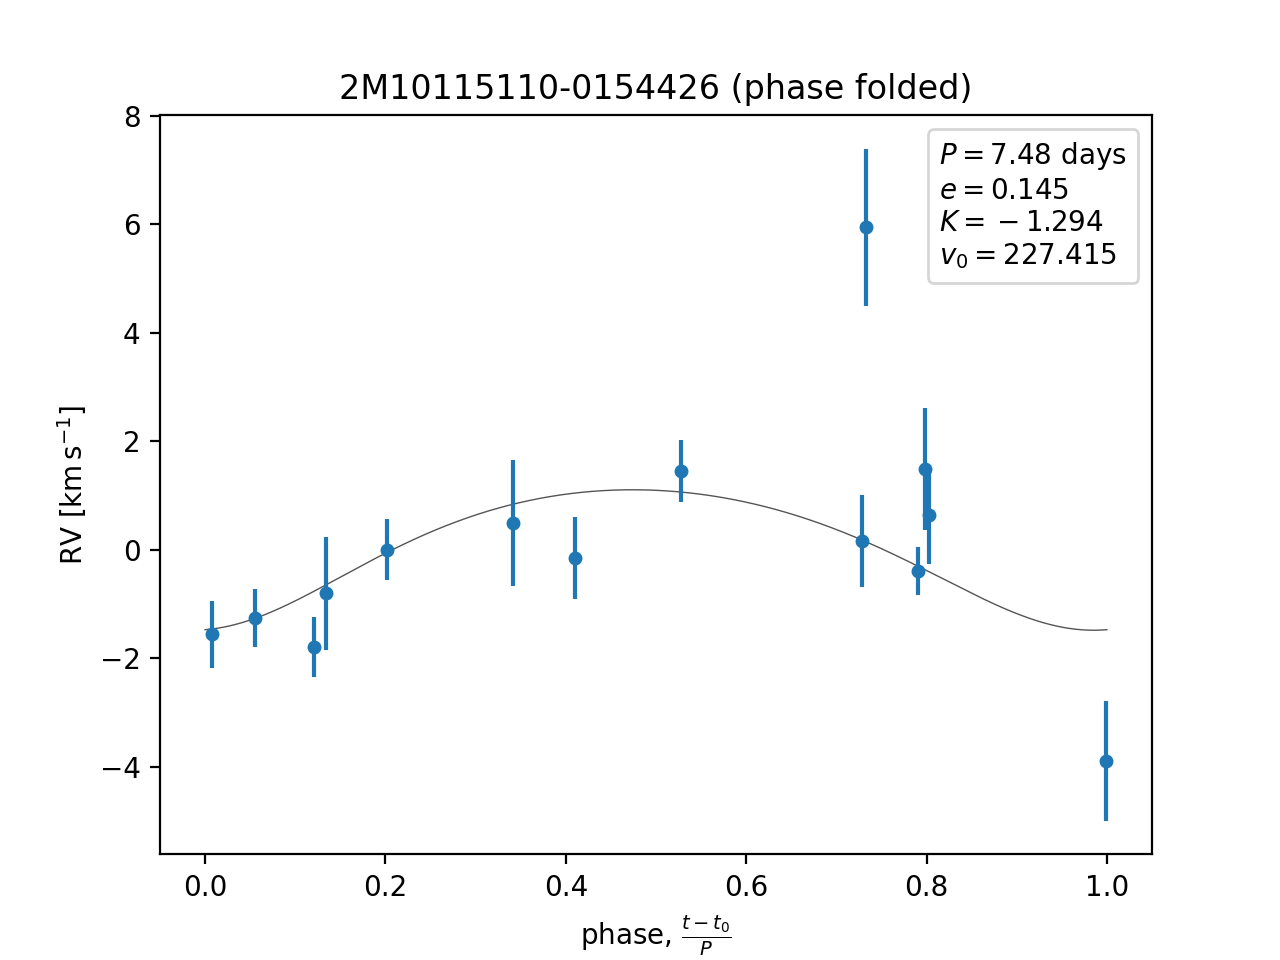 2M10115110-0154426 (phase folded)
P = 7.48 days
e = 0.145
K = −1.294
v₀ = 227.415
8
6
4
2
0
−2
−4
RV [km s⁻¹]
0.0 0.2 0.4 0.6 0.8 1.0
phase, (t − t₀)/P